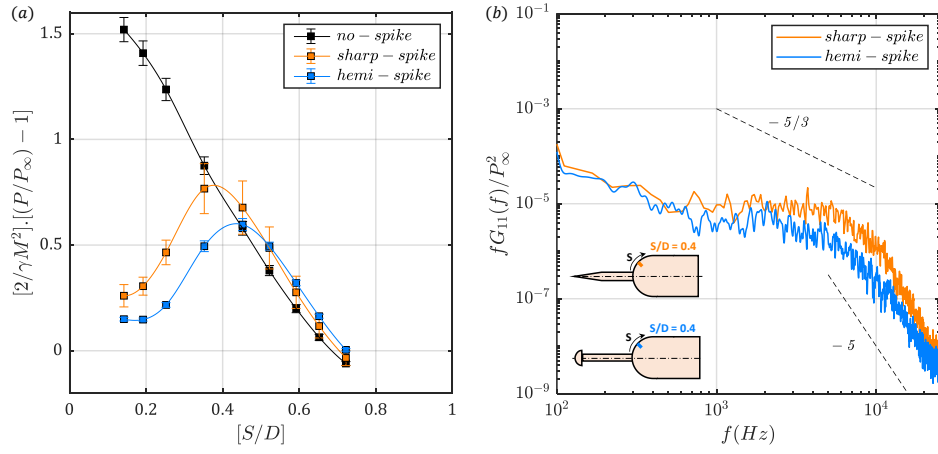 (a)
no – spike
sharp – spike
hemi – spike
[2/γM²].[(P/P∞) − 1]
1.5
1
0.5
0
0
0.2
0.4
0.6
0.8
1
[S/D]
(b)
sharp – spike
hemi – spike
fG₁₁(f)/P∞²
10⁻¹
10⁻³
10⁻⁵
10⁻⁷
10⁻⁹
− 5/3
− 5
S/D = 0.4
S
S/D = 0.4
S
10²
10³
10⁴
f(Hz)